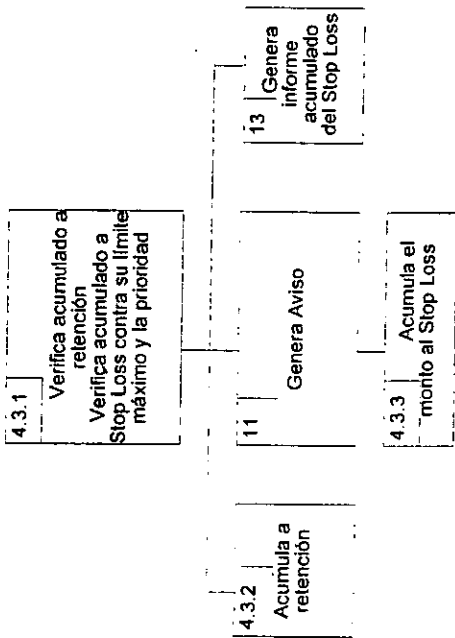 4.3.1
Verifica acumulado a
retención
Verifica acumulado a
Stop Loss contra su límite
máximo y la prioridad
4.3.2
Acumula a
retención
11
Genera Aviso
13
Genera
informe
acumulado
del Stop Loss
4.3.3
Acumula el
monto al Stop Loss